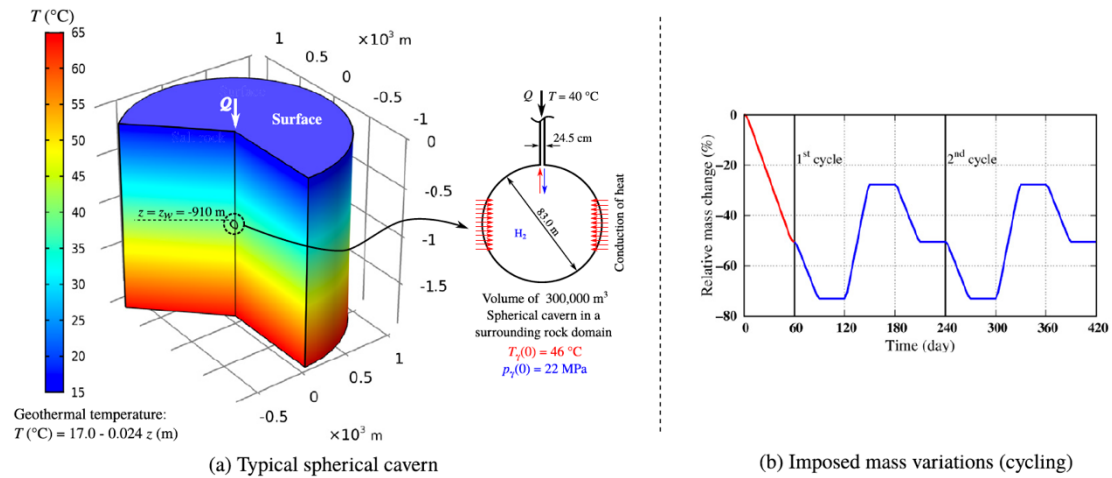 T (°C)
65
60
55
50
45
40
35
30
25
20
15
1
0.5
0
-0.5
-1
×10³ m
Q
Surface
0
-0.5
-1
-1.5
z = z_W = -910 m
1
0.5
0
-0.5
×10³ m
Geothermal temperature:
T (°C) = 17.0 - 0.024 z (m)
Q T = 40 °C
24.5 cm
83.0 m
H₂
Conduction of heat
Volume of 300,000 m³
Spherical cavern in a
surrounding rock domain
Tγ(0) = 46 °C
pγ(0) = 22 MPa
(a) Typical spherical cavern
Relative mass change (%)
0
−20
−40
−60
−80
1st cycle
2nd cycle
0 60 120 180 240 300 360 420
Time (day)
(b) Imposed mass variations (cycling)